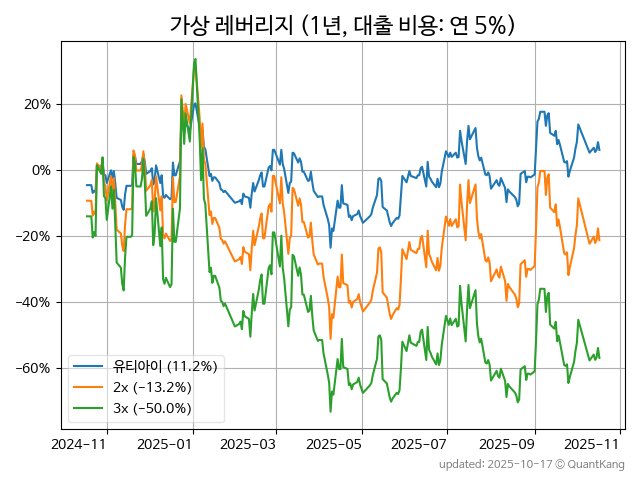 가상 레버리지 (1년, 대출 비용: 연 5%)
20%
0%
−20%
−40%
−60%
유티아이 (11.2%)
2x (−13.2%)
3x (−50.0%)
2024-11 2025-01 2025-03 2025-05 2025-07 2025-09 2025-11
updated: 2025-10-17 © QuantKang